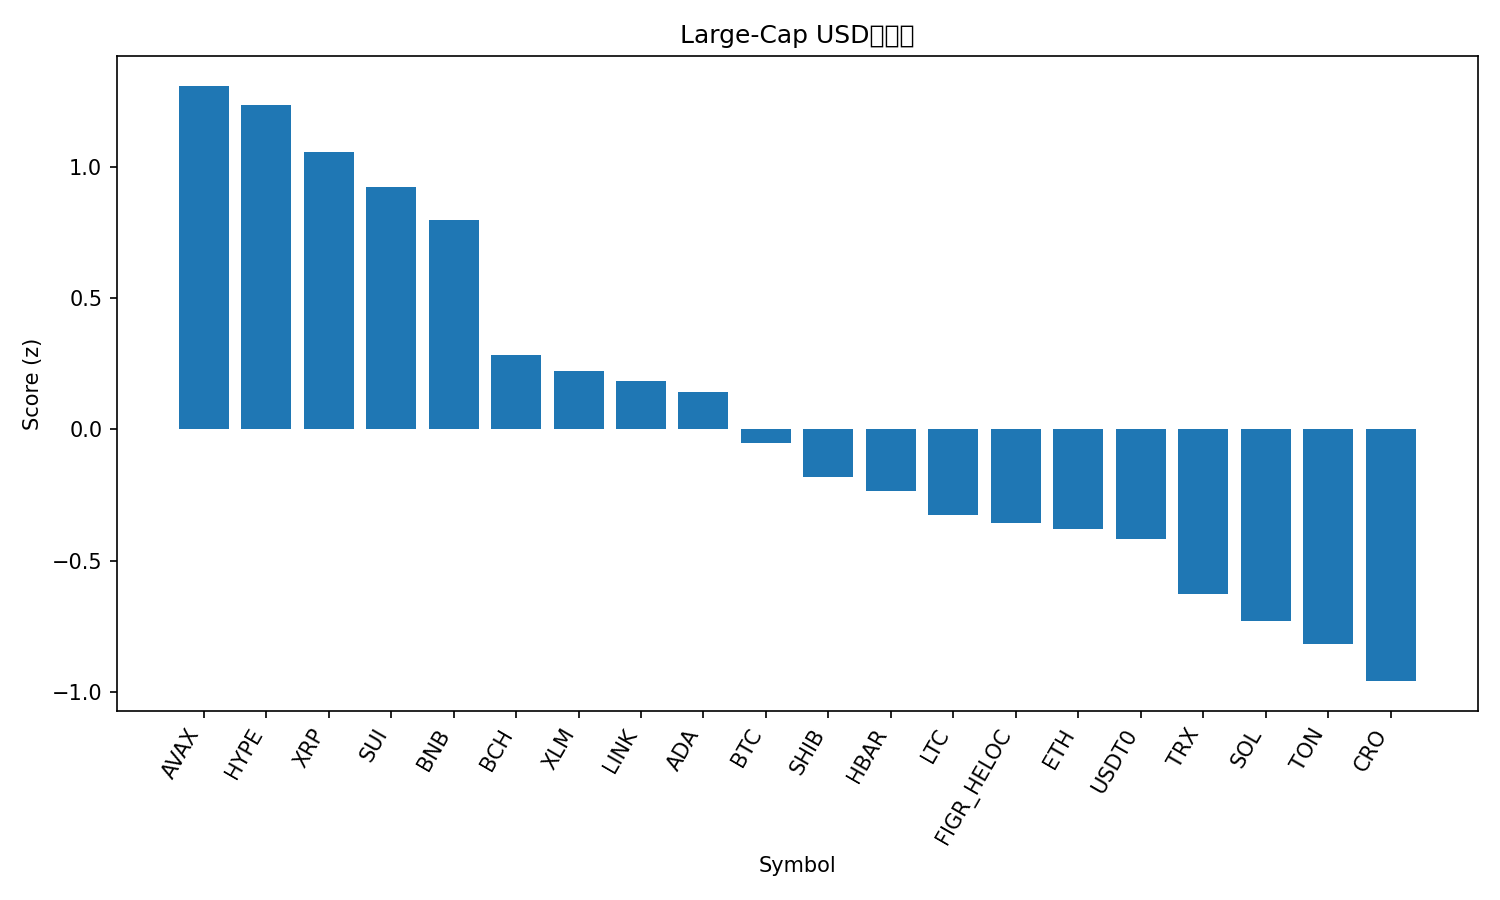 Large-Cap USD
Score (z)
1.0
0.5
0.0
−0.5
−1.0
AVAX
HYPE
XRP
SUI
BNB
BCH
XLM
LINK
ADA
BTC
SHIB
HBAR
LTC
FIGR_HELOC
ETH
USDT0
TRX
SOL
TON
CRO
Symbol